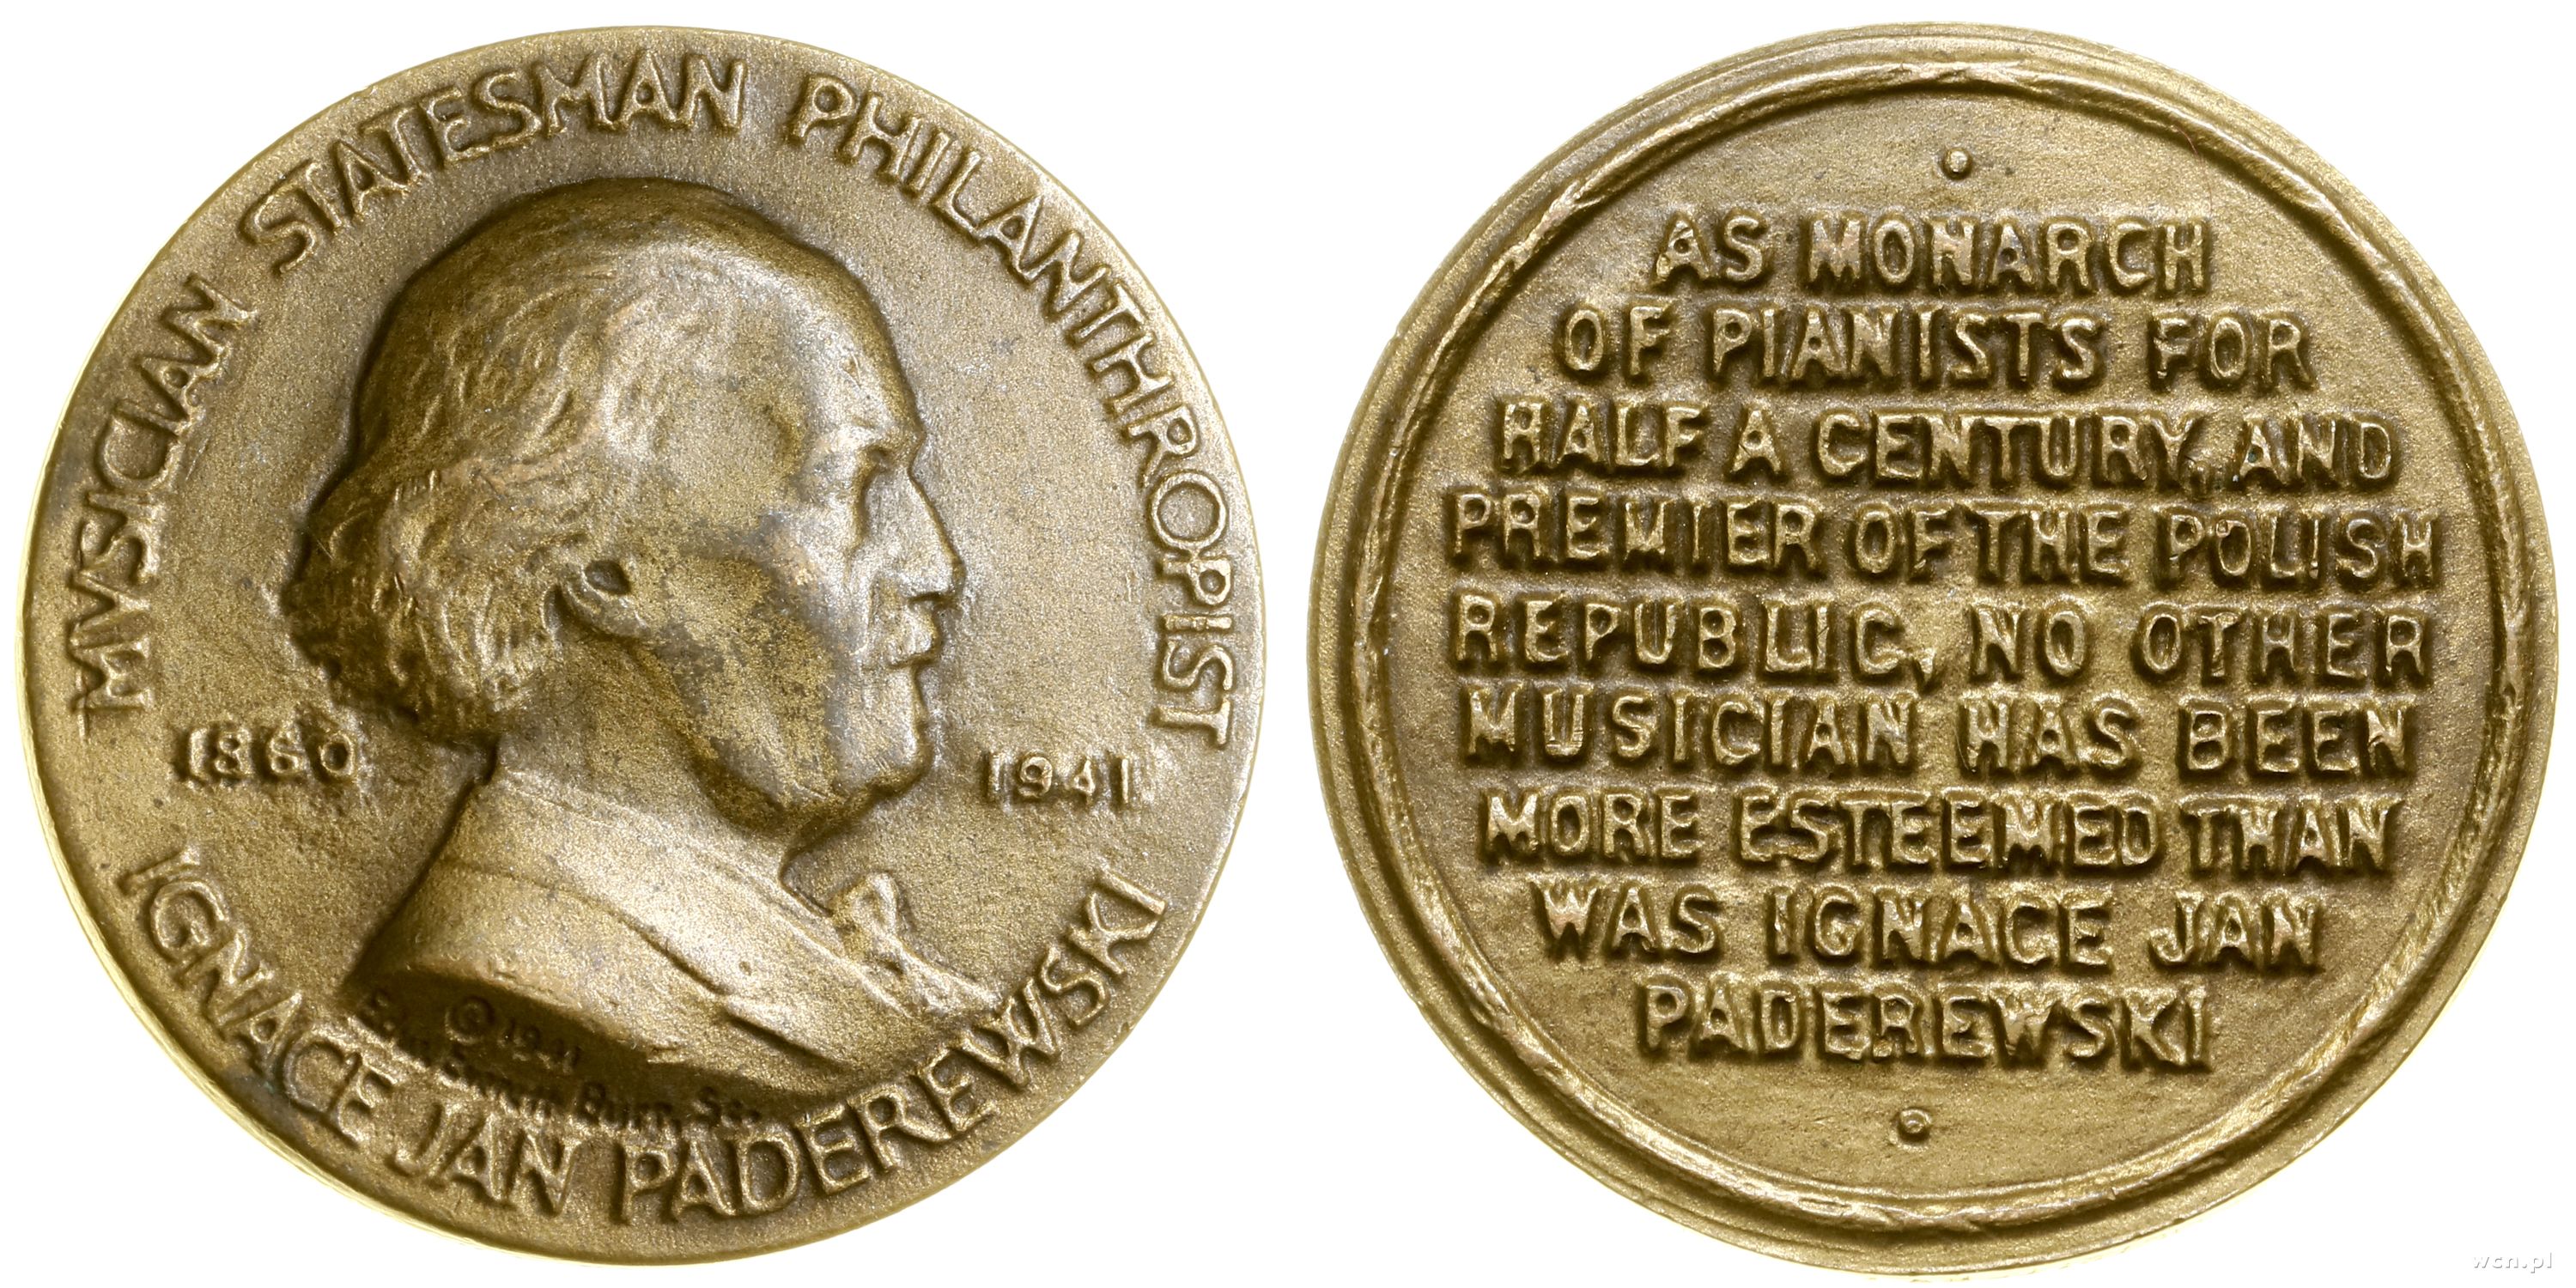 MVSICIAN STATESMAN PHILANTHROPIST
1860
1941
© 1941
IGNACE JAN PADEREWSKI
AS MONARCH
OF PIANISTS FOR
HALF A CENTURY, AND
PREMIER OF THE POLISH
REPUBLIC, NO OTHER
MUSICIAN HAS BEEN
MORE ESTEEMED THAN
WAS IGNACE JAN
PADEREWSKI
wcn.pl